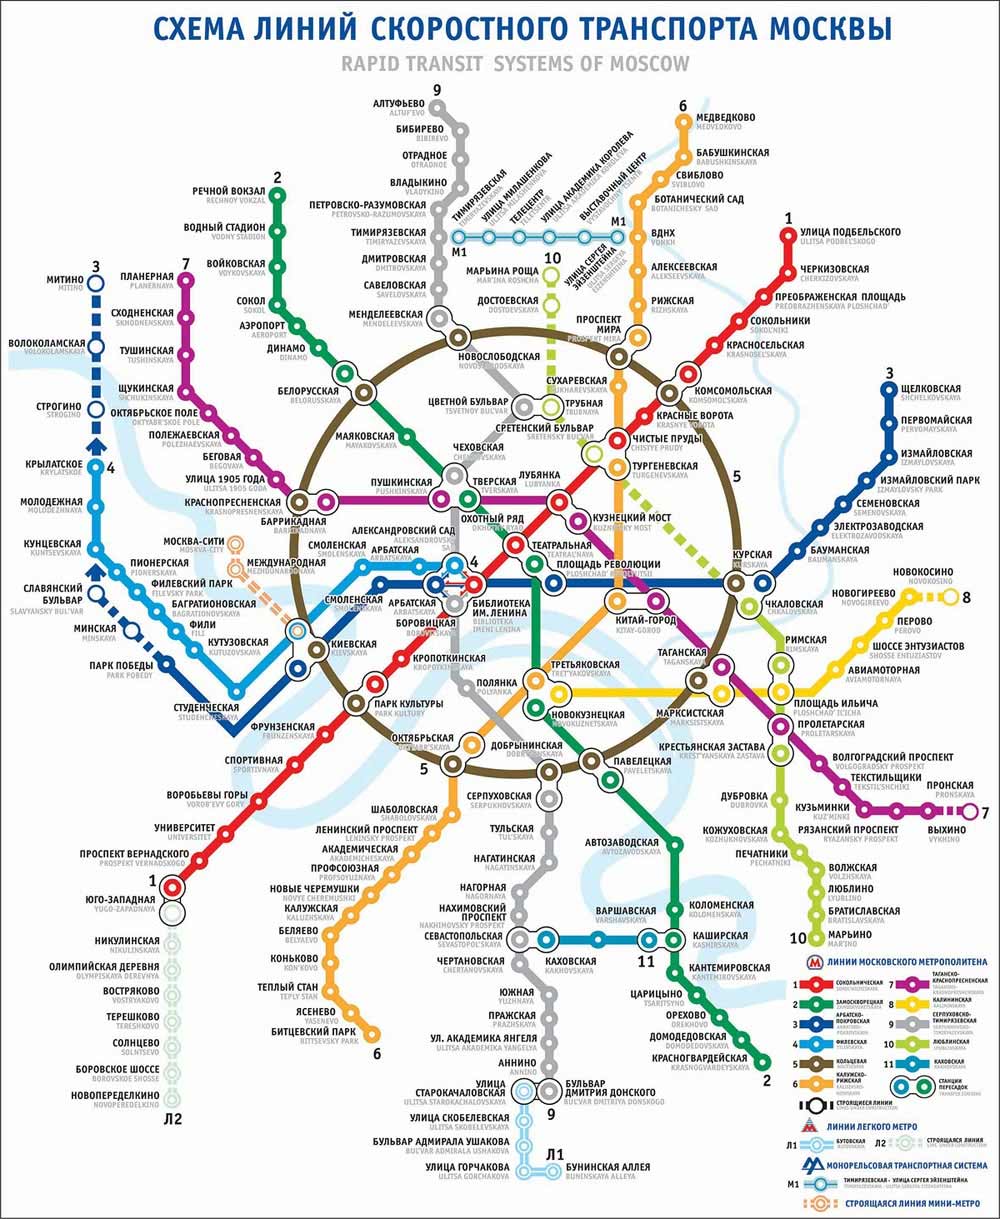 СХЕМА ЛИНИЙ СКОРОСТНОГО ТРАНСПОРТА МОСКВЫ
RAPID TRANSIT SYSTEMS OF MOSCOW
9
АЛТУФЬЕВО
ALTUF'EVO
БИБИРЕВО
BIBIREVO
ОТРАДНОЕ
OTRADNOE
ВЛАДЫКИНО
VLADYKINO
ПЕТРОВСКО-РАЗУМОВСКАЯ
PETROVSKO-RAZUMOVSKAYA
ТИМИРЯЗЕВСКАЯ
TIMIRYAZEVSKAYA
ДМИТРОВСКАЯ
DMITROVSKAYA
САВЕЛОВСКАЯ
SAVELOVSKAYA
МЕНДЕЛЕЕВСКАЯ
MENDELEEVSKAYA
6
МЕДВЕДКОВО
MEDVEDKOVO
БАБУШКИНСКАЯ
BABUSHKINSKAYA
СВИБЛОВО
SVIBLOVO
БОТАНИЧЕСКИЙ САД
BOTANICHESKY SAD
ВДНХ
VDNKH
АЛЕКСЕЕВСКАЯ
ALEKSEEVSKAYA
РИЖСКАЯ
RIZHSKAYA
ПРОСПЕКТ
МИРА
PROSPEKT MIRA
ТИМИРЯЗЕВСКАЯ
УЛИЦА МИЛАШЕНКОВА
ТЕЛЕЦЕНТР
УЛИЦА АКАДЕМИКА КОРОЛЕВА
ВЫСТАВОЧНЫЙ ЦЕНТР
УЛИЦА СЕРГЕЯ
ЭЙЗЕНШТЕЙНА
M1
M1
10
МАРЬИНА РОЩА
MAR'INA ROSHCHA
ДОСТОЕВСКАЯ
DOSTOEVSKAYA
2
РЕЧНОЙ ВОКЗАЛ
RECHNOY VOKZAL
ВОДНЫЙ СТАДИОН
VODNY STADION
ВОЙКОВСКАЯ
VOYKOVSKAYA
СОКОЛ
SOKOL
АЭРОПОРТ
AEROPORT
ДИНАМО
DINAMO
БЕЛОРУССКАЯ
BELORUSSKAYA
МАЯКОВСКАЯ
MAYAKOVSKAYA
1
УЛИЦА ПОДБЕЛЬСКОГО
ULITSA PODBEL'SKOGO
ЧЕРКИЗОВСКАЯ
CHERKIZOVSKAYA
ПРЕОБРАЖЕНСКАЯ ПЛОЩАДЬ
PREOBRAZHENSKAYA PLOSHCHAD'
СОКОЛЬНИКИ
SOKOL'NIKI
КРАСНОСЕЛЬСКАЯ
KRASNOSEL'SKAYA
КОМСОМОЛЬСКАЯ
KOMSOMOL'SKAYA
КРАСНЫЕ ВОРОТА
KRASNYE VOROTA
ЧИСТЫЕ ПРУДЫ
CHISTYE PRUDY
ТУРГЕНЕВСКАЯ
TURGENEVSKAYA
3
МИТИНО
MITINO
ВОЛОКОЛАМСКАЯ
VOLOKOLAMSKAYA
СТРОГИНО
STROGINO
КРЫЛАТСКОЕ
KRYLATSKOE
4
МОЛОДЕЖНАЯ
MOLODEZHNAYA
КУНЦЕВСКАЯ
KUNTSEVSKAYA
СЛАВЯНСКИЙ
БУЛЬВАР
SLAVYANSKY BUL'VAR
МИНСКАЯ
MINSKAYA
ПАРК ПОБЕДЫ
PARK POBEDY
7
ПЛАНЕРНАЯ
PLANERNAYA
СХОДНЕНСКАЯ
SKHODNENSKAYA
ТУШИНСКАЯ
TUSHINSKAYA
ЩУКИНСКАЯ
SHCHUKINSKAYA
ОКТЯБРЬСКОЕ ПОЛЕ
OKTYABR'SKOE POLE
ПОЛЕЖАЕВСКАЯ
POLEZHAEVSKAYA
БЕГОВАЯ
BEGOVAYA
УЛИЦА 1905 ГОДА
ULITSA 1905 GODA
КРАСНОПРЕСНЕНСКАЯ
KRASNOPRESNENSKAYA
БАРРИКАДНАЯ
BARRIKADNAYA
НОВОСЛОБОДСКАЯ
NOVOSLOBODSKAYA
ЦВЕТНОЙ БУЛЬВАР
TSVETNOY BUL'VAR
ТРУБНАЯ
TRUBNAYA
СУХАРЕВСКАЯ
SUKHAREVSKAYA
СРЕТЕНСКИЙ БУЛЬВАР
SRETENSKY BUL'VAR
ЧЕХОВСКАЯ
CHEKHOVSKAYA
ПУШКИНСКАЯ
PUSHKINSKAYA
ТВЕРСКАЯ
TVERSKAYA
ЛУБЯНКА
LUBYANKA
КУЗНЕЦКИЙ МОСТ
KUZNETSKY MOST
ОХОТНЫЙ РЯД
OKHOTNY RYAD
ТЕАТРАЛЬНАЯ
TEATRAL'NAYA
ПЛОЩАДЬ РЕВОЛЮЦИИ
PLOSHCHAD' REVOLYUTSII
АЛЕКСАНДРОВСКИЙ САД
ALEKSANDROVSKY SAD
СМОЛЕНСКАЯ
SMOLENSKAYA
АРБАТСКАЯ
ARBATSKAYA
4
СМОЛЕНСКАЯ
SMOLENSKAYA
АРБАТСКАЯ
ARBATSKAYA
БИБЛИОТЕКА
ИМ. ЛЕНИНА
BIBLIOTEKA
IMENI LENINA
БОРОВИЦКАЯ
BOROVITSKAYA
КРОПОТКИНСКАЯ
KROPOTKINSKAYA
МОСКВА-СИТИ
MOSKVA-CITY
МЕЖДУНАРОДНАЯ
MEZHDUNARODNAYA
ПИОНЕРСКАЯ
PIONERSKAYA
ФИЛЕВСКИЙ ПАРК
FILEVSKY PARK
БАГРАТИОНОВСКАЯ
BAGRATIONOVSKAYA
ФИЛИ
FILI
КУТУЗОВСКАЯ
KUTUZOVSKAYA
СТУДЕНЧЕСКАЯ
STUDENCHESKAYA
КИЕВСКАЯ
KIEVSKAYA
3
ЩЕЛКОВСКАЯ
SHCHELKOVSKAYA
ПЕРВОМАЙСКАЯ
PERVOMAYSKAYA
ИЗМАЙЛОВСКАЯ
IZMAYLOVSKAYA
ИЗМАЙЛОВСКИЙ ПАРК
IZMAYLOVSKY PARK
СЕМЕНОВСКАЯ
SEMENOVSKAYA
ЭЛЕКТРОЗАВОДСКАЯ
ELEKTROZAVODSKAYA
БАУМАНСКАЯ
BAUMANSKAYA
КУРСКАЯ
KURSKAYA
5
ЧКАЛОВСКАЯ
CHKALOVSKAYA
РИМСКАЯ
RIMSKAYA
НОВОКОСИНО
NOVOKOSINO
8
НОВОГИРЕЕВО
NOVOGIREEVO
ПЕРОВО
PEROVO
ШОССЕ ЭНТУЗИАСТОВ
SHOSSE ENTUZIASTOV
АВИАМОТОРНАЯ
AVIAMOTORNAYA
ПЛОЩАДЬ ИЛЬИЧА
PLOSHCHAD' IL'ICHA
КИТАЙ-ГОРОД
KITAY-GOROD
ТАГАНСКАЯ
TAGANSKAYA
МАРКСИСТСКАЯ
MARKSISTSKAYA
ТРЕТЬЯКОВСКАЯ
TRET'YAKOVSKAYA
НОВОКУЗНЕЦКАЯ
NOVOKUZNETSKAYA
ПОЛЯНКА
POLYANKA
ПРОЛЕТАРСКАЯ
PROLETARSKAYA
КРЕСТЬЯНСКАЯ ЗАСТАВА
KREST'YANSKAYA ZASTAVA
ВОЛГОГРАДСКИЙ ПРОСПЕКТ
VOLGOGRADSKY PROSPEKT
ТЕКСТИЛЬЩИКИ
TEKSTIL'SHCHIKI
КУЗЬМИНКИ
KUZ'MINKI
РЯЗАНСКИЙ ПРОСПЕКТ
RYAZANSKY PROSPEKT
ВЫХИНО
VYKHINO
ПРОНСКАЯ
PRONSKAYA
7
ДУБРОВКА
DUBROVKA
КОЖУХОВСКАЯ
KOZHUKHOVSKAYA
ПЕЧАТНИКИ
PECHATNIKI
ВОЛЖСКАЯ
VOLZHSKAYA
ЛЮБЛИНО
LYUBLINO
БРАТИСЛАВСКАЯ
BRATISLAVSKAYA
МАРЬИНО
MAR'INO
10
ПАРК КУЛЬТУРЫ
PARK KULTURY
ОКТЯБРЬСКАЯ
OKTYABR'SKAYA
5
ДОБРЫНИНСКАЯ
DOBRYNINSKAYA
СЕРПУХОВСКАЯ
SERPUKHOVSKAYA
ПАВЕЛЕЦКАЯ
PAVELETSKAYA
ФРУНЗЕНСКАЯ
FRUNZENSKAYA
СПОРТИВНАЯ
SPORTIVNAYA
ВОРОБЬЕВЫ ГОРЫ
VOROB'EVY GORY
УНИВЕРСИТЕТ
UNIVERSITET
ПРОСПЕКТ ВЕРНАДСКОГО
PROSPEKT VERNADSKOGO
1
ЮГО-ЗАПАДНАЯ
YUGO-ZAPADNAYA
НИКУЛИНСКАЯ
NIKULINSKAYA
ОЛИМПИЙСКАЯ ДЕРЕВНЯ
OLYMPIYSKAYA DEREVNYA
ВОСТРЯКОВО
VOSTRYAKOVO
ТЕРЕШКОВО
TERESHKOVO
СОЛНЦЕВО
SOLNTSEVO
БОРОВСКОЕ ШОССЕ
BOROVSKOE SHOSSE
НОВОПЕРЕДЕЛКИНО
NOVOPEREDELKINO
Л2
ШАБОЛОВСКАЯ
SHABOLOVSKAYA
ЛЕНИНСКИЙ ПРОСПЕКТ
LENINSKY PROSPEKT
АКАДЕМИЧЕСКАЯ
AKADEMICHESKAYA
ПРОФСОЮЗНАЯ
PROFSOYUZNAYA
НОВЫЕ ЧЕРЕМУШКИ
NOVYE CHEREMUSHKI
КАЛУЖСКАЯ
KALUZHSKAYA
БЕЛЯЕВО
BELYAEVO
КОНЬКОВО
KON'KOVO
ТЕПЛЫЙ СТАН
TEPLY STAN
ЯСЕНЕВО
YASENEVO
БИТЦЕВСКИЙ ПАРК
BITTSEVSKY PARK
6
ТУЛЬСКАЯ
TUL'SKAYA
НАГАТИНСКАЯ
NAGATINSKAYA
НАГОРНАЯ
NAGORNAYA
НАХИМОВСКИЙ
ПРОСПЕКТ
NAKHIMOVSKY PROSPEKT
СЕВАСТОПОЛЬСКАЯ
SEVASTOPOL'SKAYA
ЧЕРТАНОВСКАЯ
CHERTANOVSKAYA
ЮЖНАЯ
YUZHNAYA
ПРАЖСКАЯ
PRAZHSKAYA
УЛ. АКАДЕМИКА ЯНГЕЛЯ
ULITSA AKADEMIKA YANGELYA
АННИНО
ANNINO
УЛИЦА
СТАРОКАЧАЛОВСКАЯ
ULITSA STAROKACHALOVSKAYA
БУЛЬВАР
ДМИТРИЯ ДОНСКОГО
BUL'VAR DMITRIYA DONSKOGO
9
УЛИЦА СКОБЕЛЕВСКАЯ
ULITSA SKOBELEVSKAYA
БУЛЬВАР АДМИРАЛА УШАКОВА
BUL'VAR ADMIRALA USHAKOVA
УЛИЦА ГОРЧАКОВА
ULITSA GORCHAKOVA
Л1
БУНИНСКАЯ АЛЛЕЯ
BUNINSKAYA ALLEYA
АВТОЗАВОДСКАЯ
AVTOZAVODSKAYA
КОЛОМЕНСКАЯ
KOLOMENSKAYA
ВАРШАВСКАЯ
VARSHAVSKAYA
КАХОВСКАЯ
KAKHOVSKAYA
11
КАШИРСКАЯ
KASHIRSKAYA
КАНТЕМИРОВСКАЯ
KANTEMIROVSKAYA
ЦАРИЦЫНО
TSARITSYNO
ОРЕХОВО
OREKHOVO
ДОМОДЕДОВСКАЯ
DOMODEDOVSKAYA
КРАСНОГВАРДЕЙСКАЯ
KRASNOGVARDEYSKAYA
2
ЛИНИИ МОСКОВСКОГО МЕТРОПОЛИТЕНА
1 СОКОЛЬНИЧЕСКАЯ
2 ЗАМОСКВОРЕЦКАЯ
3 АРБАТСКО-
ПОКРОВСКАЯ
4 ФИЛЕВСКАЯ
5 КОЛЬЦЕВАЯ
6 КАЛУЖСКО-
РИЖСКАЯ
СТРОЯЩИЕСЯ ЛИНИИ
LINES UNDER CONSTRUCTION
7 ТАГАНСКО-
КРАСНОПРЕСНЕНСКАЯ
8 КАЛИНИНСКАЯ
9 СЕРПУХОВСКО-
ТИМИРЯЗЕВСКАЯ
10 ЛЮБЛИНСКАЯ
11 КАХОВСКАЯ
СТАНЦИИ
ПЕРЕСАДОК
ЛИНИИ ЛЕГКОГО МЕТРО
Л1 БУТОВСКАЯ
Л2 СТРОЯЩАЯСЯ ЛИНИЯ
МОНОРЕЛЬСОВАЯ ТРАНСПОРТНАЯ СИСТЕМА
M1 ТИМИРЯЗЕВСКАЯ - УЛИЦА СЕРГЕЯ ЭЙЗЕНШТЕЙНА
СТРОЯЩАЯСЯ ЛИНИЯ МИНИ-МЕТРО